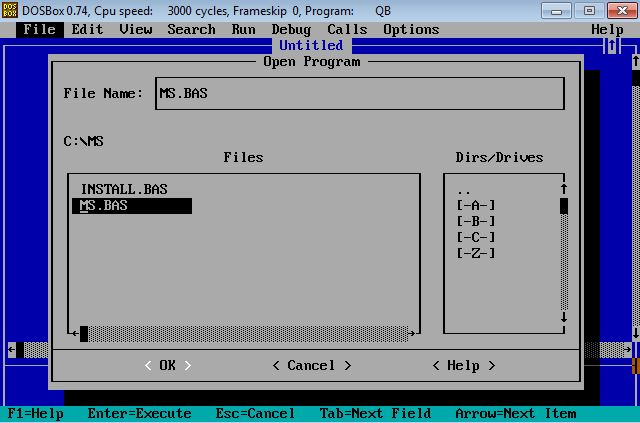 DOSBox 0.74, Cpu speed: 3000 cycles, Frameskip 0, Program: QB
File Edit View Search Run Debug Calls Options Help
Untitled
Open Program
File Name: MS.BAS
C:\MS
Files Dirs/Drives
INSTALL.BAS ..
MS.BAS [-A-]
[-B-]
[-C-]
[-Z-]
< OK > < Cancel > < Help >
F1=Help Enter=Execute Esc=Cancel Tab=Next Field Arrow=Next Item